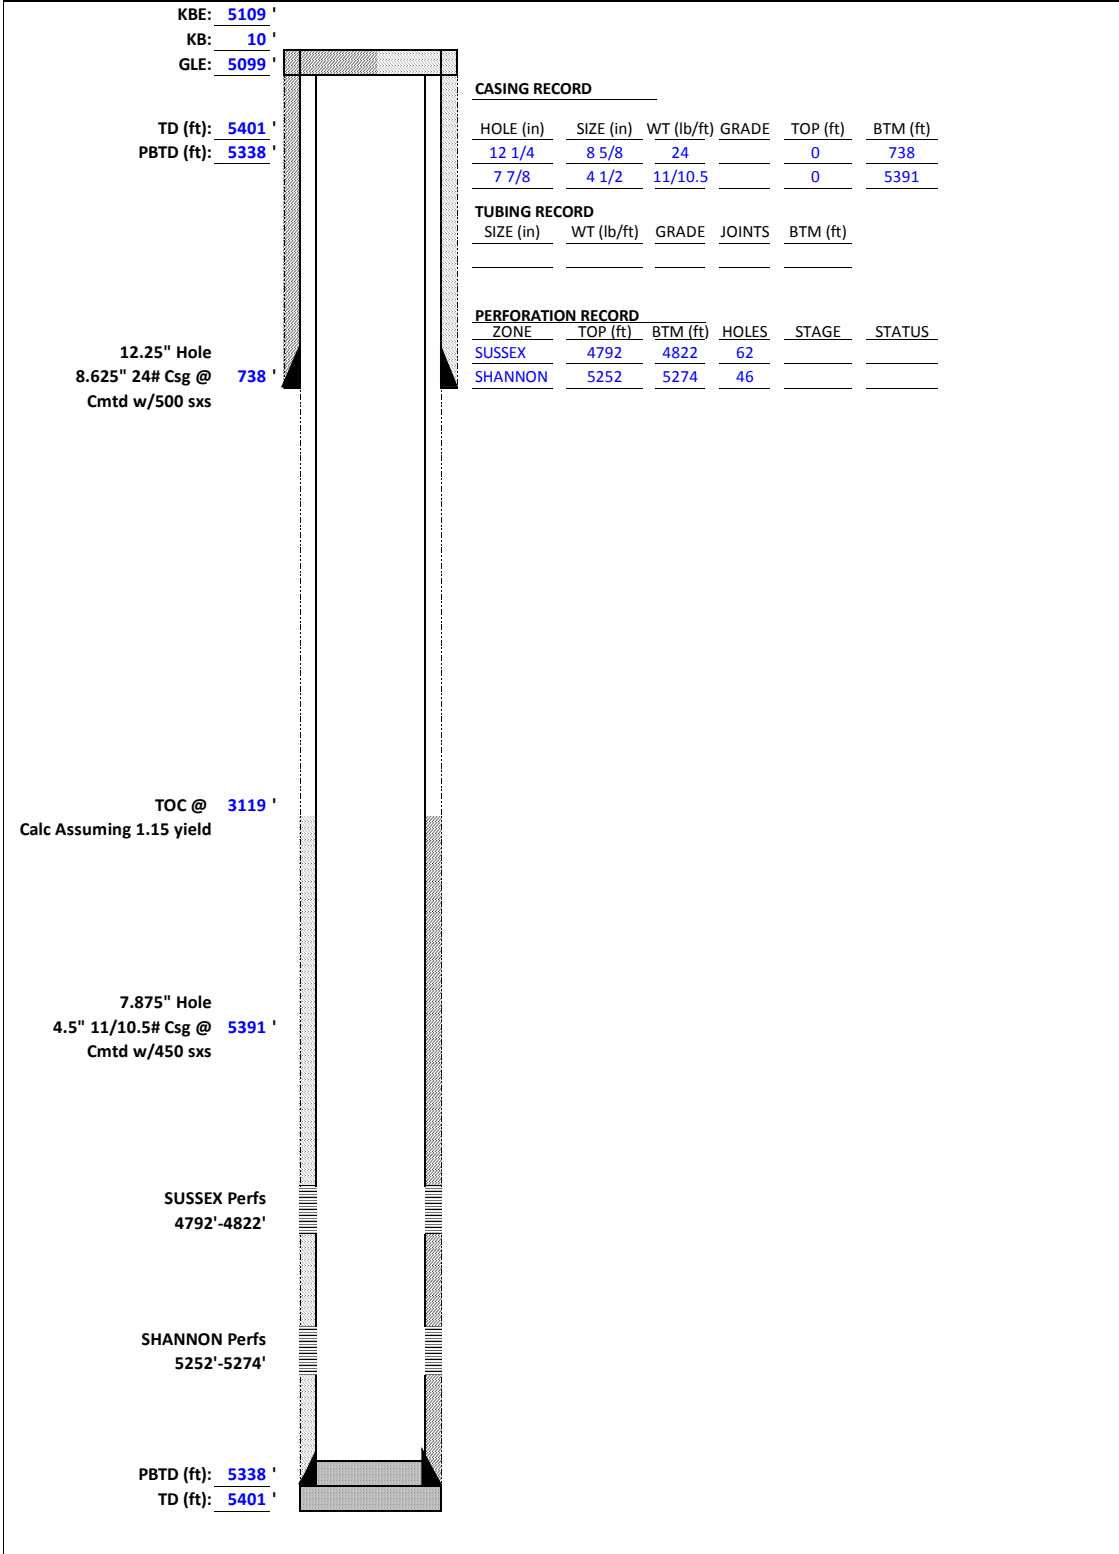 KBE: 5109 '
KB: 10 '
GLE: 5099 '
CASING RECORD
TD (ft): 5401 '
HOLE (in) SIZE (in) WT (lb/ft) GRADE TOP (ft) BTM (ft)
PBTD (ft): 5338 '
12 1/4 8 5/8 24 0 738
7 7/8 4 1/2 11/10.5 0 5391
TUBING RECORD
SIZE (in) WT (lb/ft) GRADE JOINTS BTM (ft)
PERFORATION RECORD
ZONE TOP (ft) BTM (ft) HOLES STAGE STATUS
SUSSEX 4792 4822 62
SHANNON 5252 5274 46
12.25" Hole
8.625" 24# Csg @ 738 '
Cmtd w/500 sxs
TOC @ 3119 '
Calc Assuming 1.15 yield
7.875" Hole
4.5" 11/10.5# Csg @ 5391 '
Cmtd w/450 sxs
SUSSEX Perfs
4792'-4822'
SHANNON Perfs
5252'-5274'
PBTD (ft): 5338 '
TD (ft): 5401 '